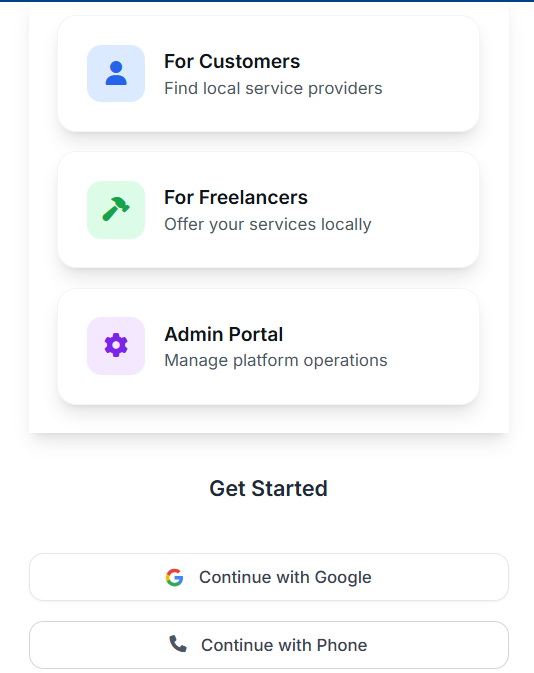 For Customers
Find local service providers
For Freelancers
Offer your services locally
Admin Portal
Manage platform operations
Get Started
Continue with Google
Continue with Phone